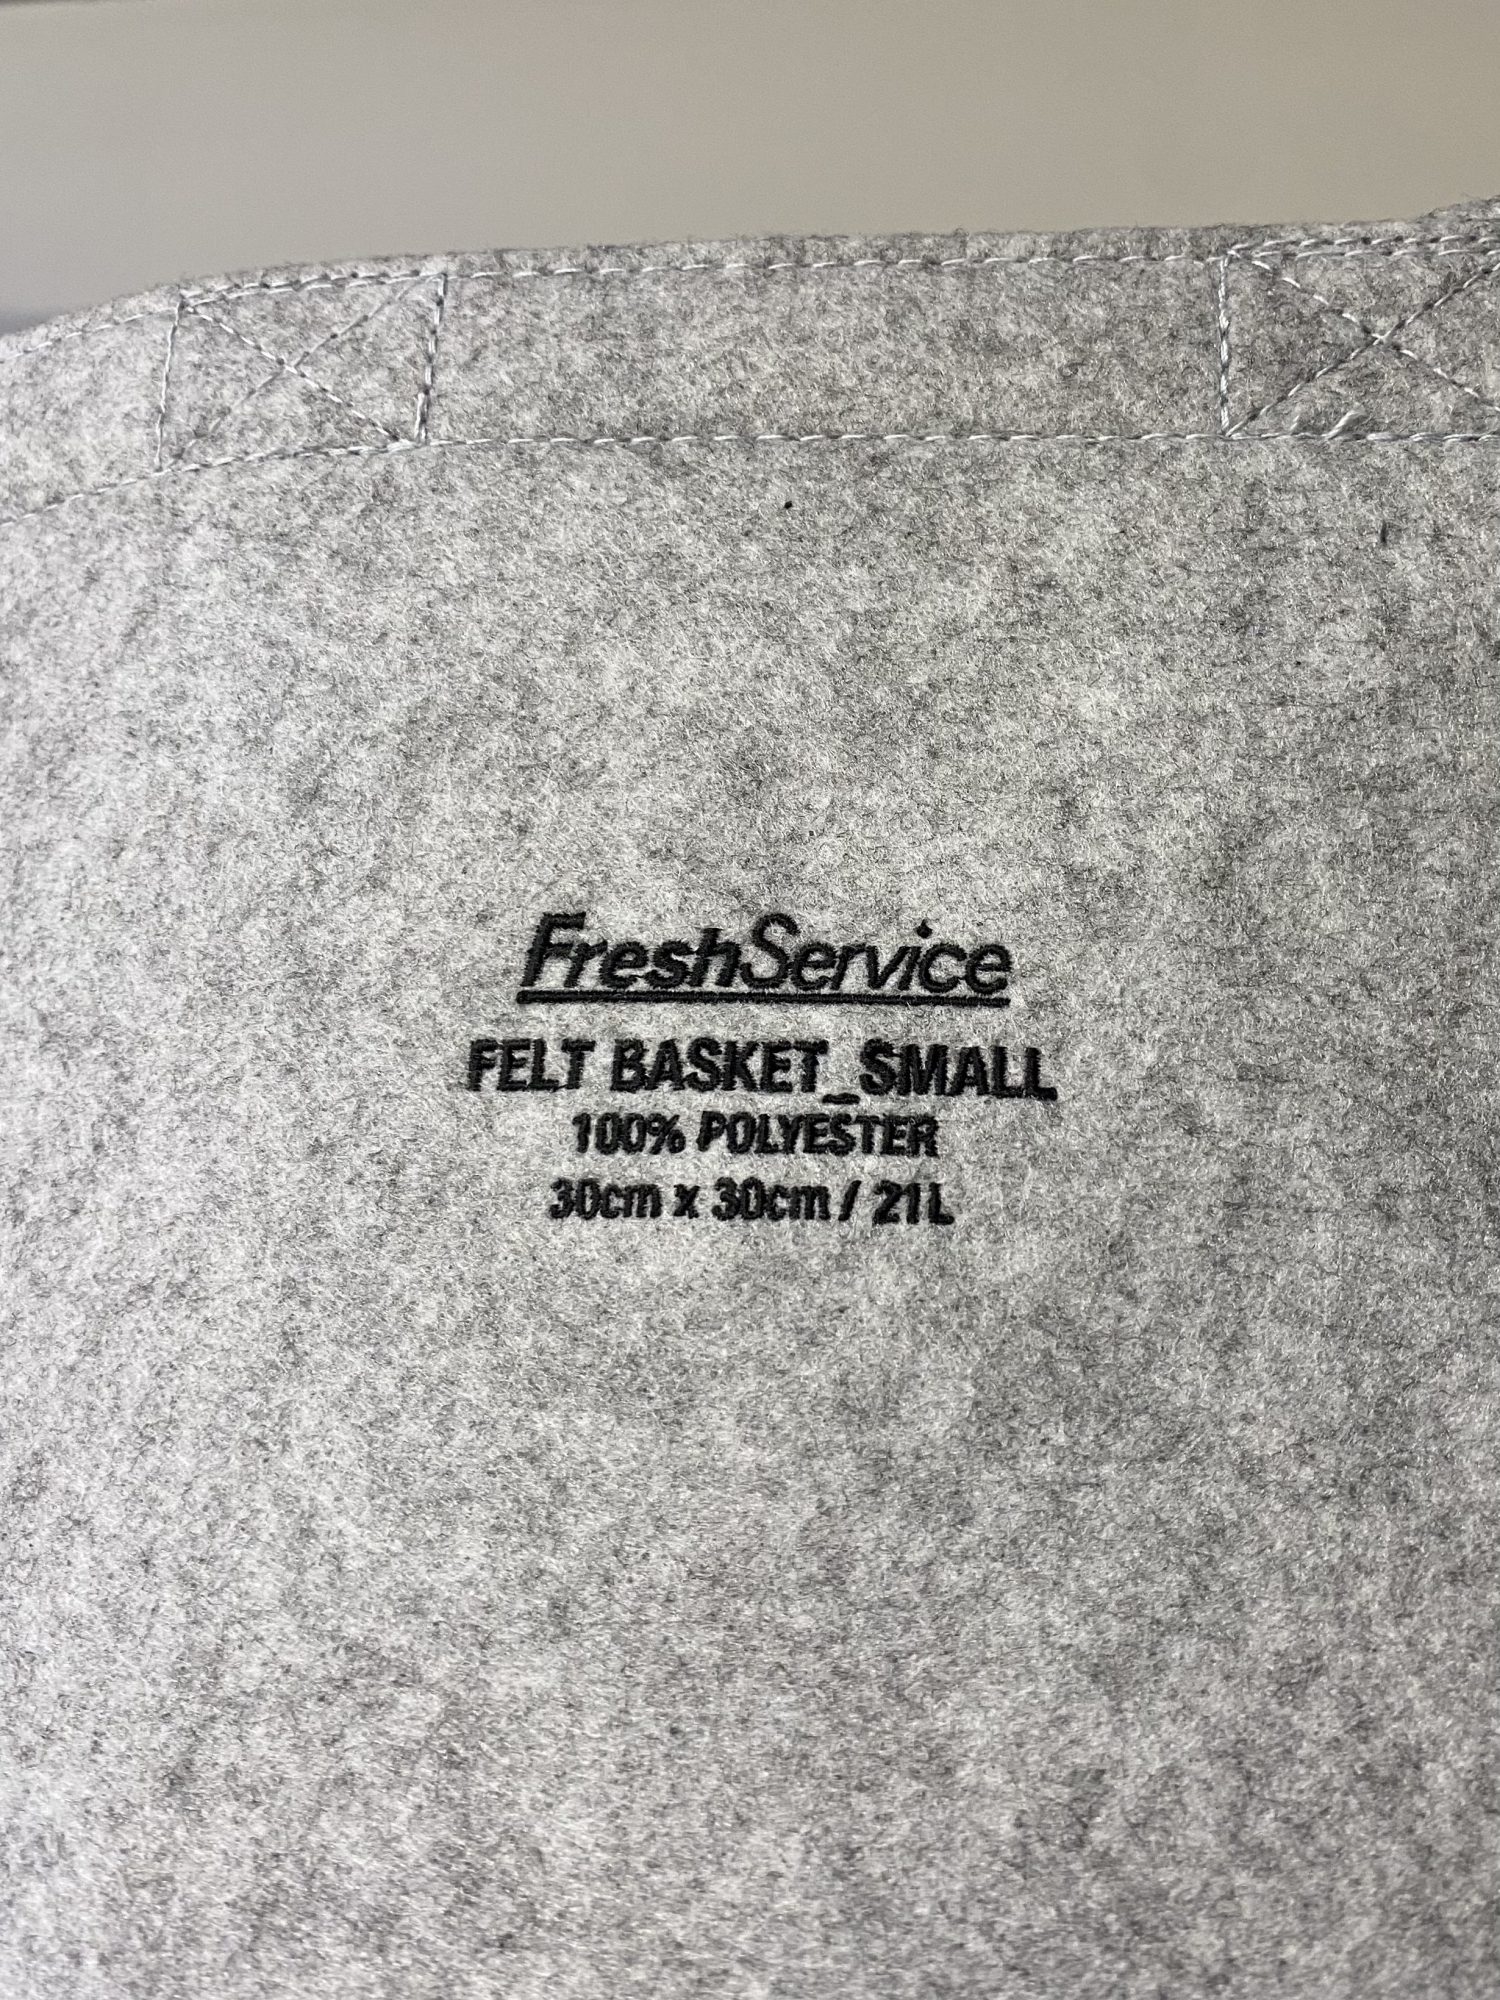 FreshService
FELT BASKET_SMALL
100% POLYESTER
30cm x 30cm / 21L